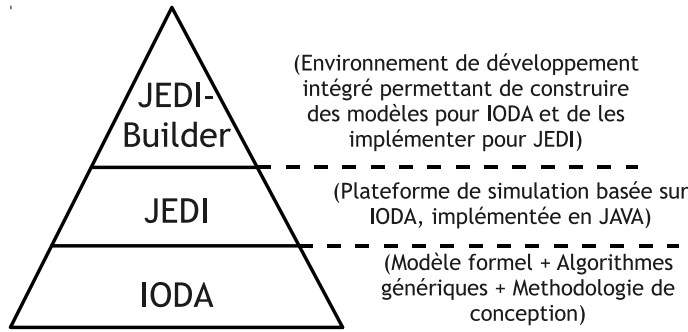 JEDI-
Builder
(Environnement de développement
intégré permettant de construire
des modèles pour IODA et de les
implémenter pour JEDI)
JEDI
(Plateforme de simulation basée sur
IODA, implémentée en JAVA)
IODA
(Modèle formel + Algorithmes
génériques + Methodologie de
conception)